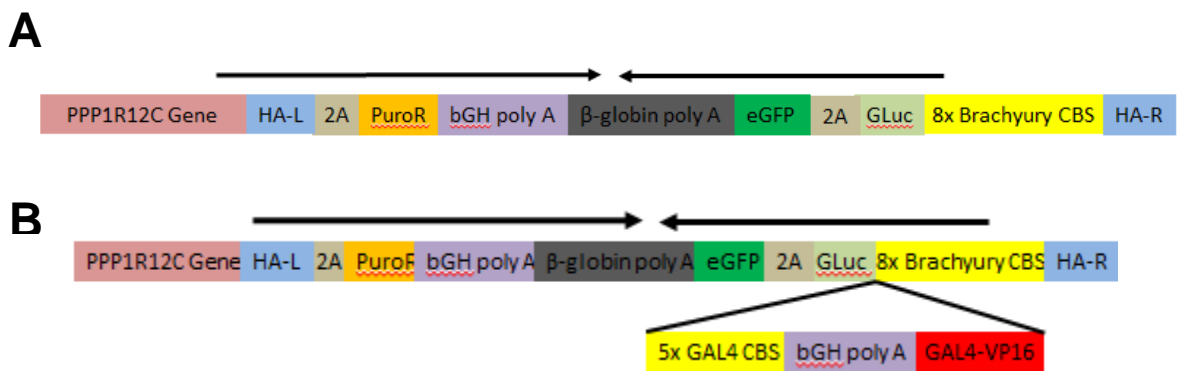 A
PPP1R12C Gene HA-L 2A PuroR bGH poly A β-globin poly A eGFP 2A GLuc 8x Brachyury CBS HA-R
B
PPP1R12C Gene HA-L 2A PuroR bGH poly A β-globin poly A eGFP 2A GLuc 8x Brachyury CBS HA-R
5x GAL4 CBS bGH poly A GAL4-VP16